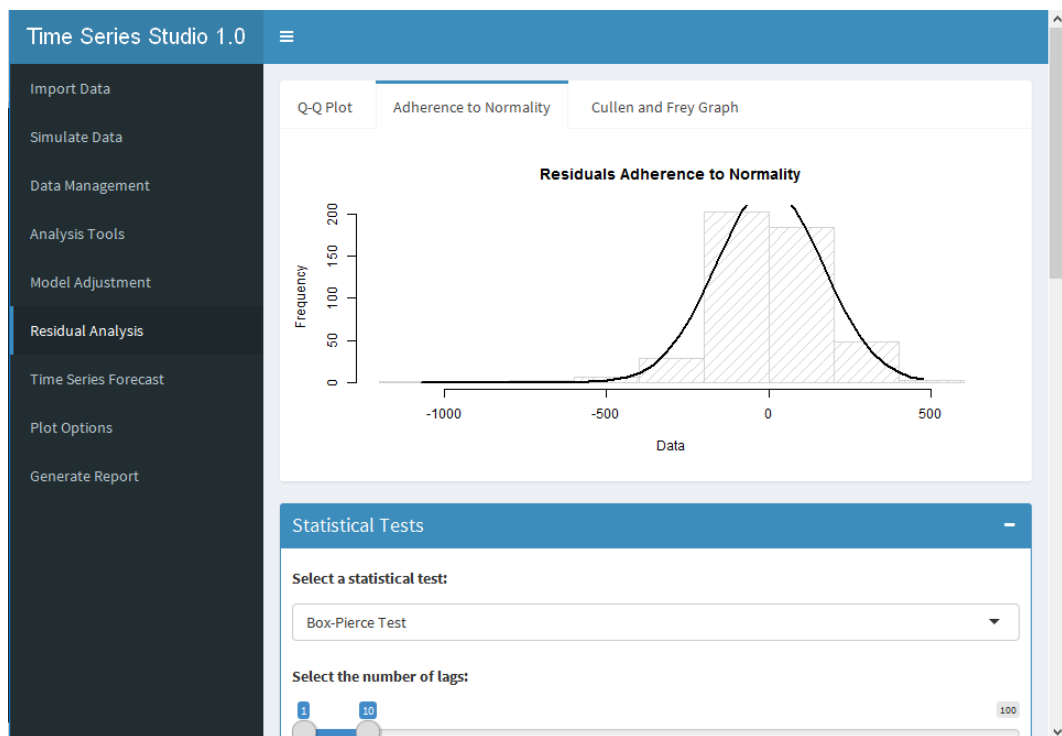 Time Series Studio 1.0
Import Data
Simulate Data
Data Management
Analysis Tools
Model Adjustment
Residual Analysis
Time Series Forecast
Plot Options
Generate Report
Q-Q Plot Adherence to Normality Cullen and Frey Graph
Residuals Adherence to Normality
Frequency
200
150
100
50
0
-1000 -500 0 500
Data
Statistical Tests
Select a statistical test:
Box-Pierce Test
Select the number of lags:
1 10 100